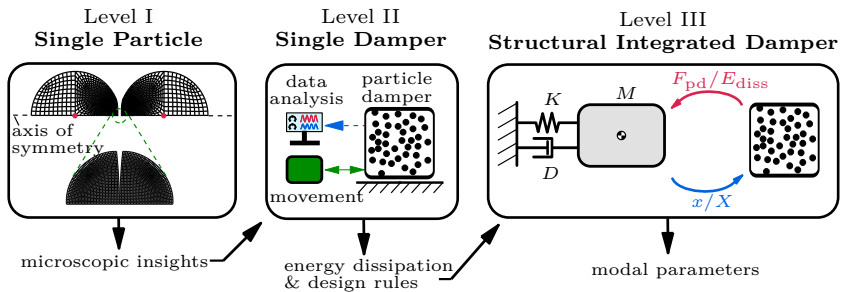 Level I
Single Particle
axis of
symmetry
microscopic insights
Level II
Single Damper
data
analysis
particle
damper
movement
energy dissipation
& design rules
Level III
Structural Integrated Damper
K
D
M
F_pd/E_diss
x/X
modal parameters